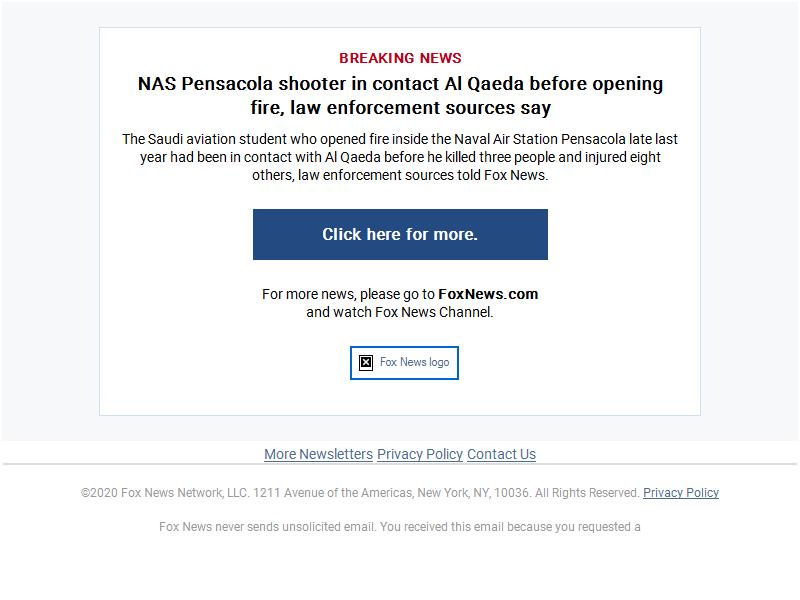 BREAKING NEWS
NAS Pensacola shooter in contact Al Qaeda before opening
fire, law enforcement sources say
The Saudi aviation student who opened fire inside the Naval Air Station Pensacola late last
year had been in contact with Al Qaeda before he killed three people and injured eight
others, law enforcement sources told Fox News.
Click here for more.
For more news, please go to FoxNews.com
and watch Fox News Channel.
Fox News logo
More Newsletters Privacy Policy Contact Us
©2020 Fox News Network, LLC. 1211 Avenue of the Americas, New York, NY, 10036. All Rights Reserved. Privacy Policy
Fox News never sends unsolicited email. You received this email because you requested a